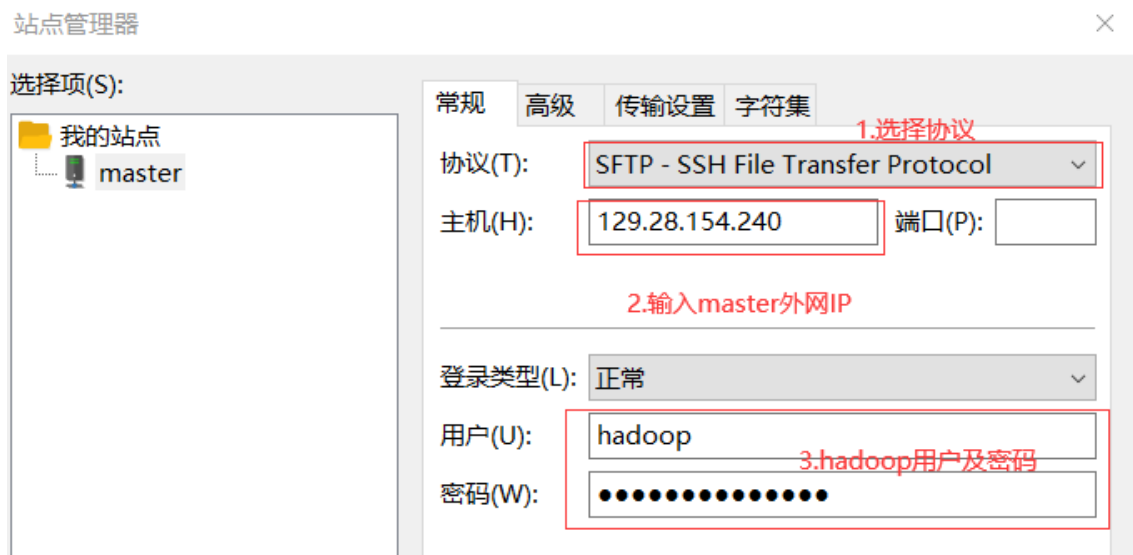 站点管理器
选择项(S):
我的站点
master
常规 高级 传输设置 字符集
1.选择协议
协议(T): SFTP - SSH File Transfer Protocol
主机(H): 129.28.154.240 端口(P):
2.输入master外网IP
登录类型(L): 正常
用户(U): hadoop
3.hadoop用户及密码
密码(W): ●●●●●●●●●●●●●●